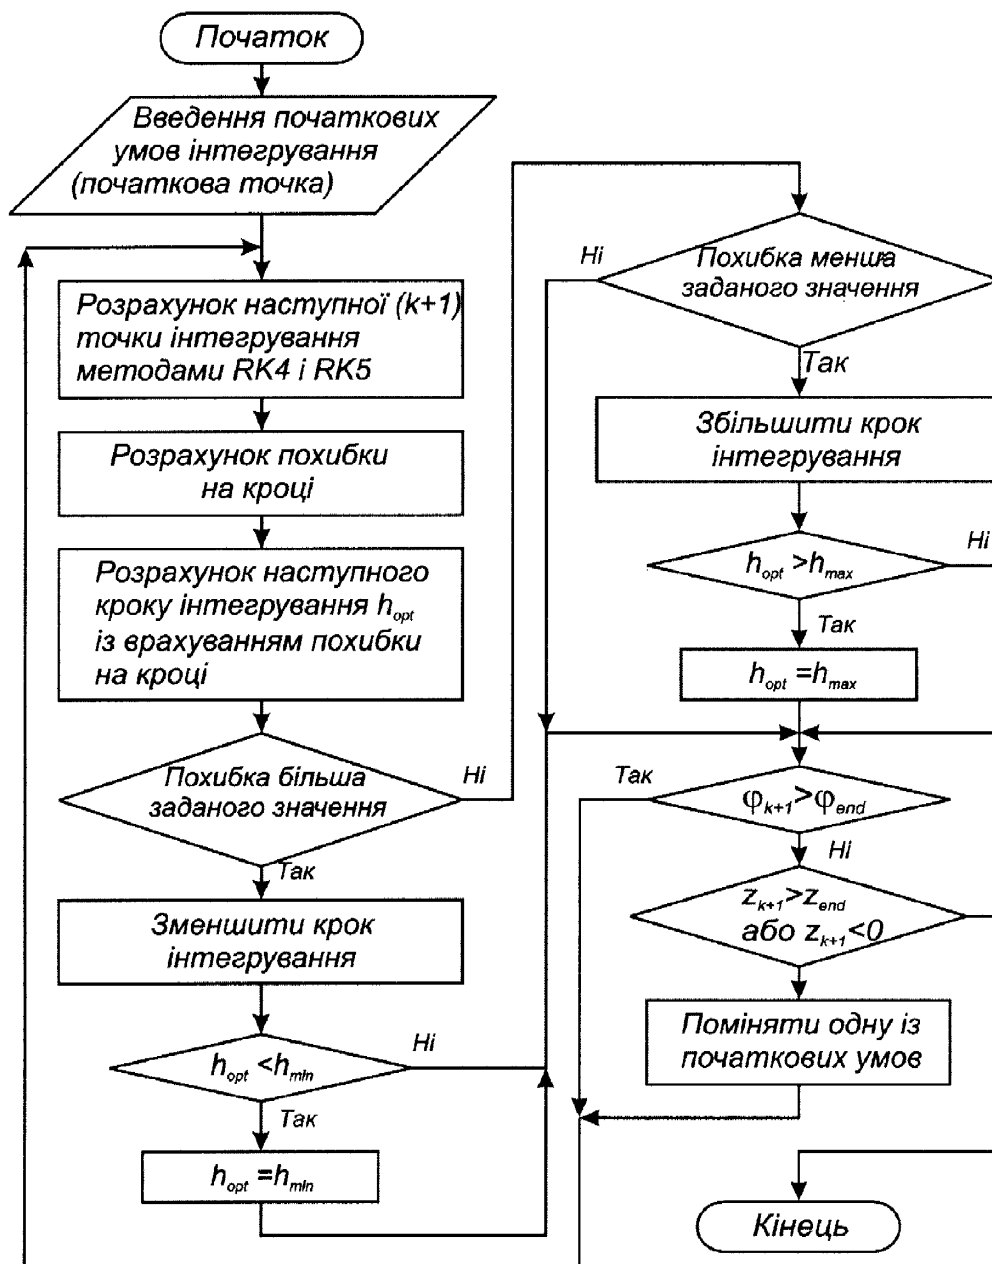 Початок
Введення початкових
умов інтегрування
(початкова точка)
Розрахунок наступної (k+1)
точки інтегрування
методами RK4 і RK5
Розрахунок похибки
на кроці
Розрахунок наступного
кроку інтегрування hopt
із врахуванням похибки
на кроці
Похибка більша
заданого значення
Ні
Так
Зменшити крок
інтегрування
hopt <hmin
Ні
Так
hopt =hmin
Ні
Похибка менша
заданого значення
Так
Збільшити крок
інтегрування
hopt >hmax
Ні
Так
hopt =hmax
Так
φk+1>φend
Ні
zk+1>zend
або zk+1<0
Поміняти одну із
початкових умов
Кінець